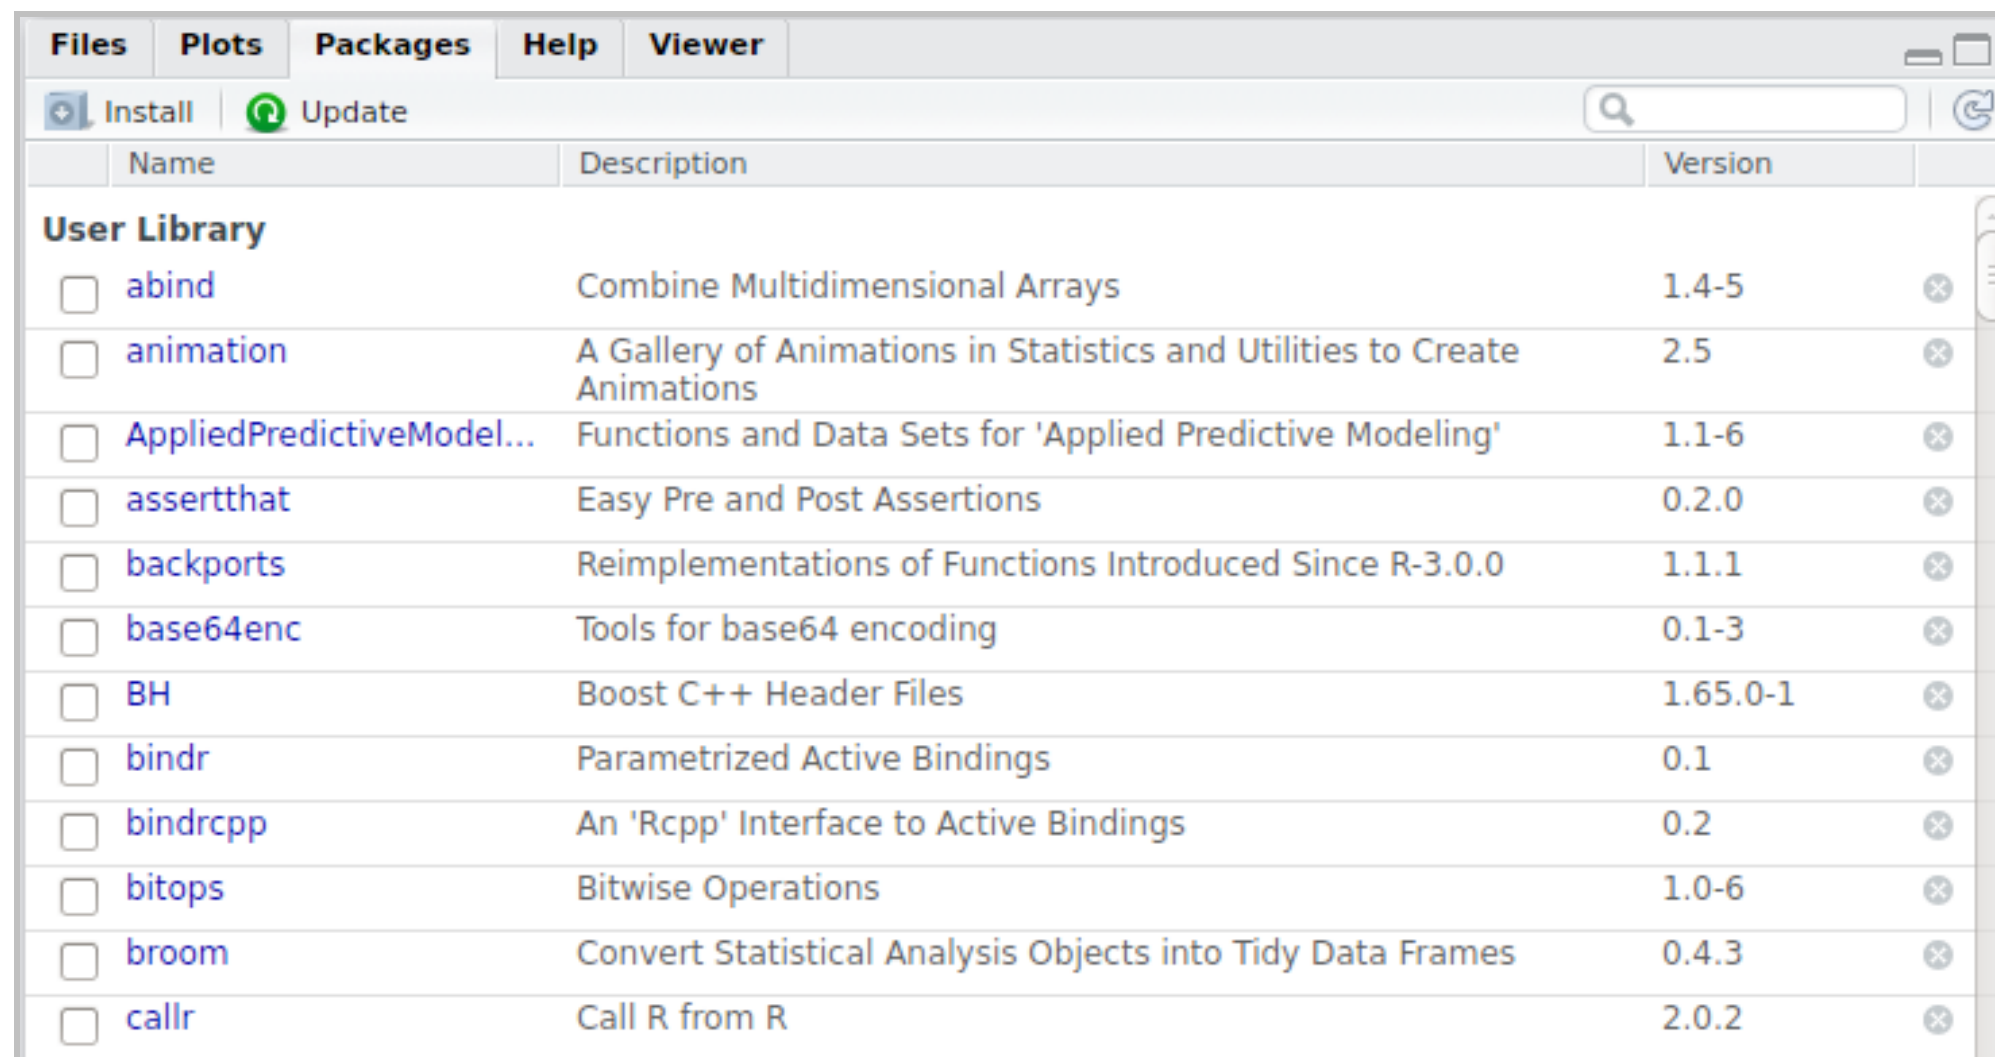 Files Plots Packages Help Viewer
Install Update
Name Description Version
User Library
abind Combine Multidimensional Arrays 1.4-5
animation A Gallery of Animations in Statistics and Utilities to Create 2.5
Animations
AppliedPredictiveModel... Functions and Data Sets for 'Applied Predictive Modeling' 1.1-6
assertthat Easy Pre and Post Assertions 0.2.0
backports Reimplementations of Functions Introduced Since R-3.0.0 1.1.1
base64enc Tools for base64 encoding 0.1-3
BH Boost C++ Header Files 1.65.0-1
bindr Parametrized Active Bindings 0.1
bindrcpp An 'Rcpp' Interface to Active Bindings 0.2
bitops Bitwise Operations 1.0-6
broom Convert Statistical Analysis Objects into Tidy Data Frames 0.4.3
callr Call R from R 2.0.2